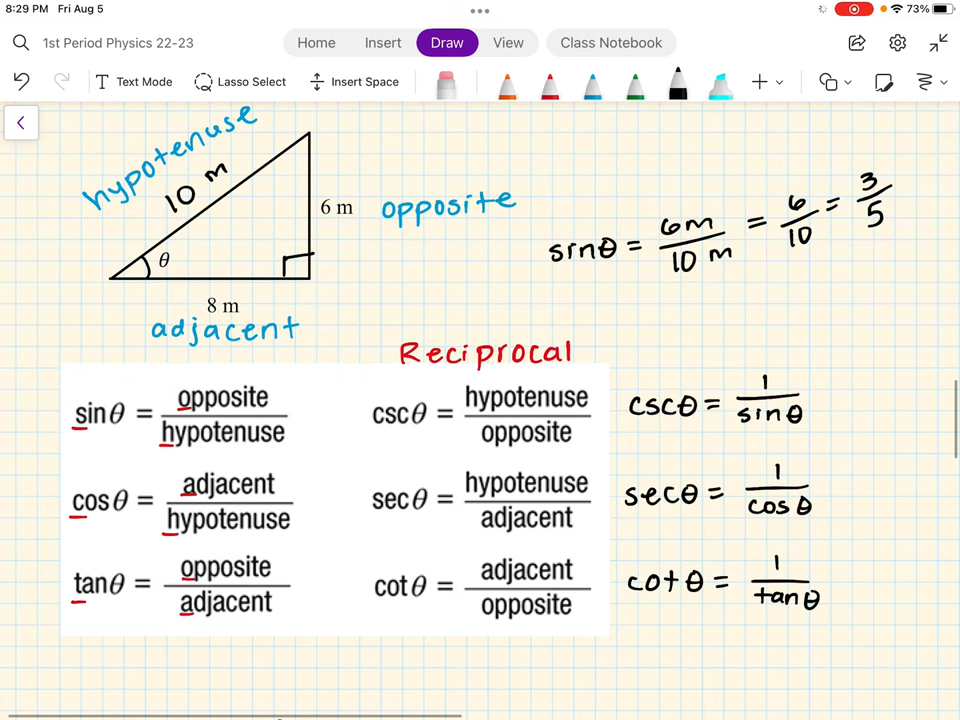 8:29 PM Fri Aug 5
73%
1st Period Physics 22-23
Home Insert Draw View Class Notebook
Text Mode Lasso Select Insert Space
hypotenuse
10 m
6 m
opposite
θ
8 m
adjacent
sinθ = 6m/10 m = 6/10 = 3/5
Reciprocal
sinθ = opposite/hypotenuse
cscθ = hypotenuse/opposite
cscθ = 1/sinθ
cosθ = adjacent/hypotenuse
secθ = hypotenuse/adjacent
secθ = 1/cosθ
tanθ = opposite/adjacent
cotθ = adjacent/opposite
cotθ = 1/tanθ